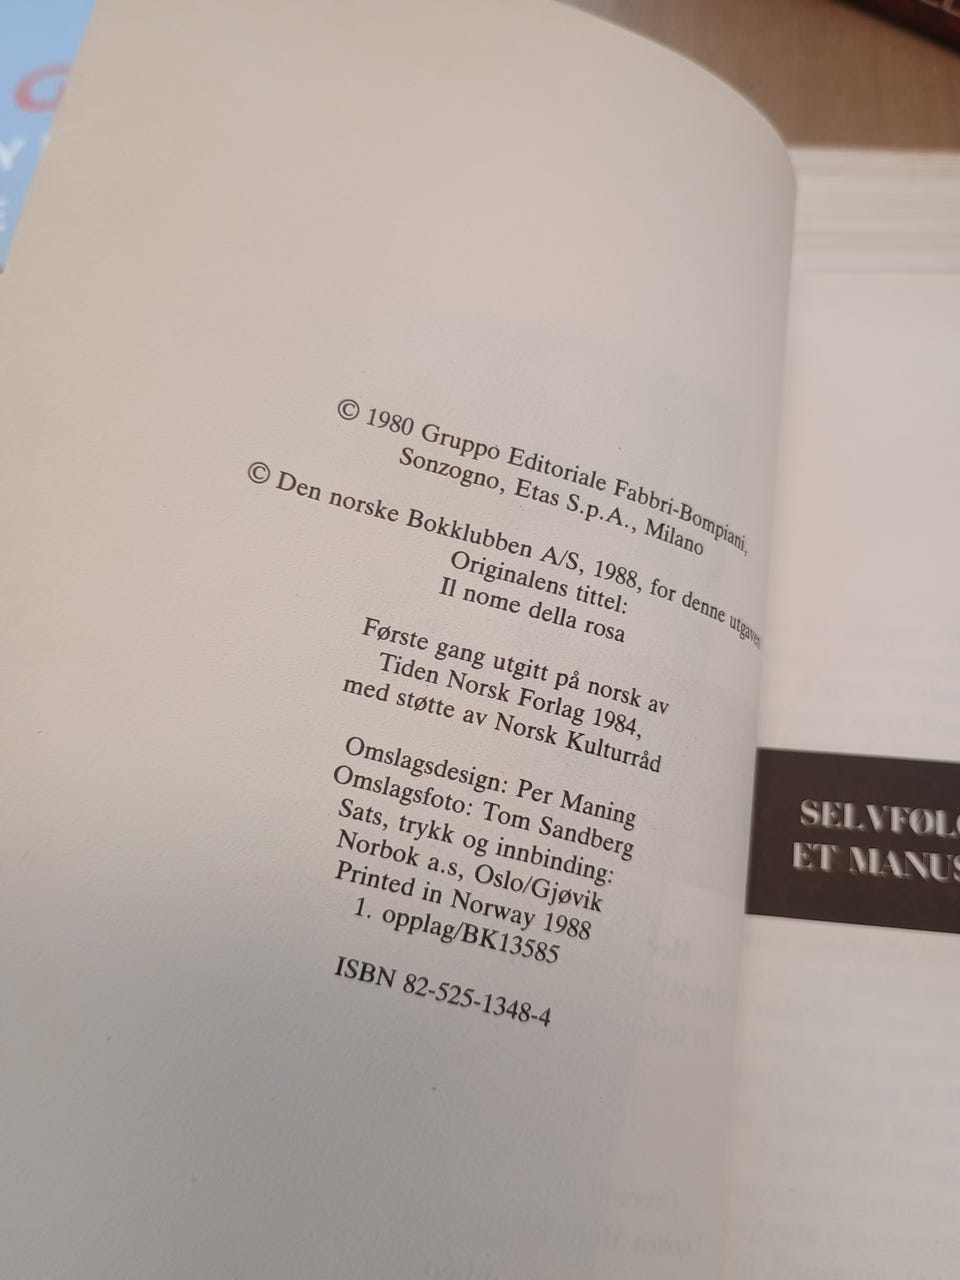 © 1980 Gruppo Editoriale Fabbri-Bompiani,
Sonzogno, Etas S.p.A., Milano
© Den norske Bokklubben A/S, 1988, for denne utgaven
Originalens tittel:
Il nome della rosa
Første gang utgitt på norsk av
Tiden Norsk Forlag 1984,
med støtte av Norsk Kulturråd
Omslagsdesign: Per Maning
Omslagsfoto: Tom Sandberg
Sats, trykk og innbinding:
Norbok a.s, Oslo/Gjøvik
Printed in Norway 1988
1. opplag/BK13585
ISBN 82-525-1348-4
SELVFØLG
ET MANUS